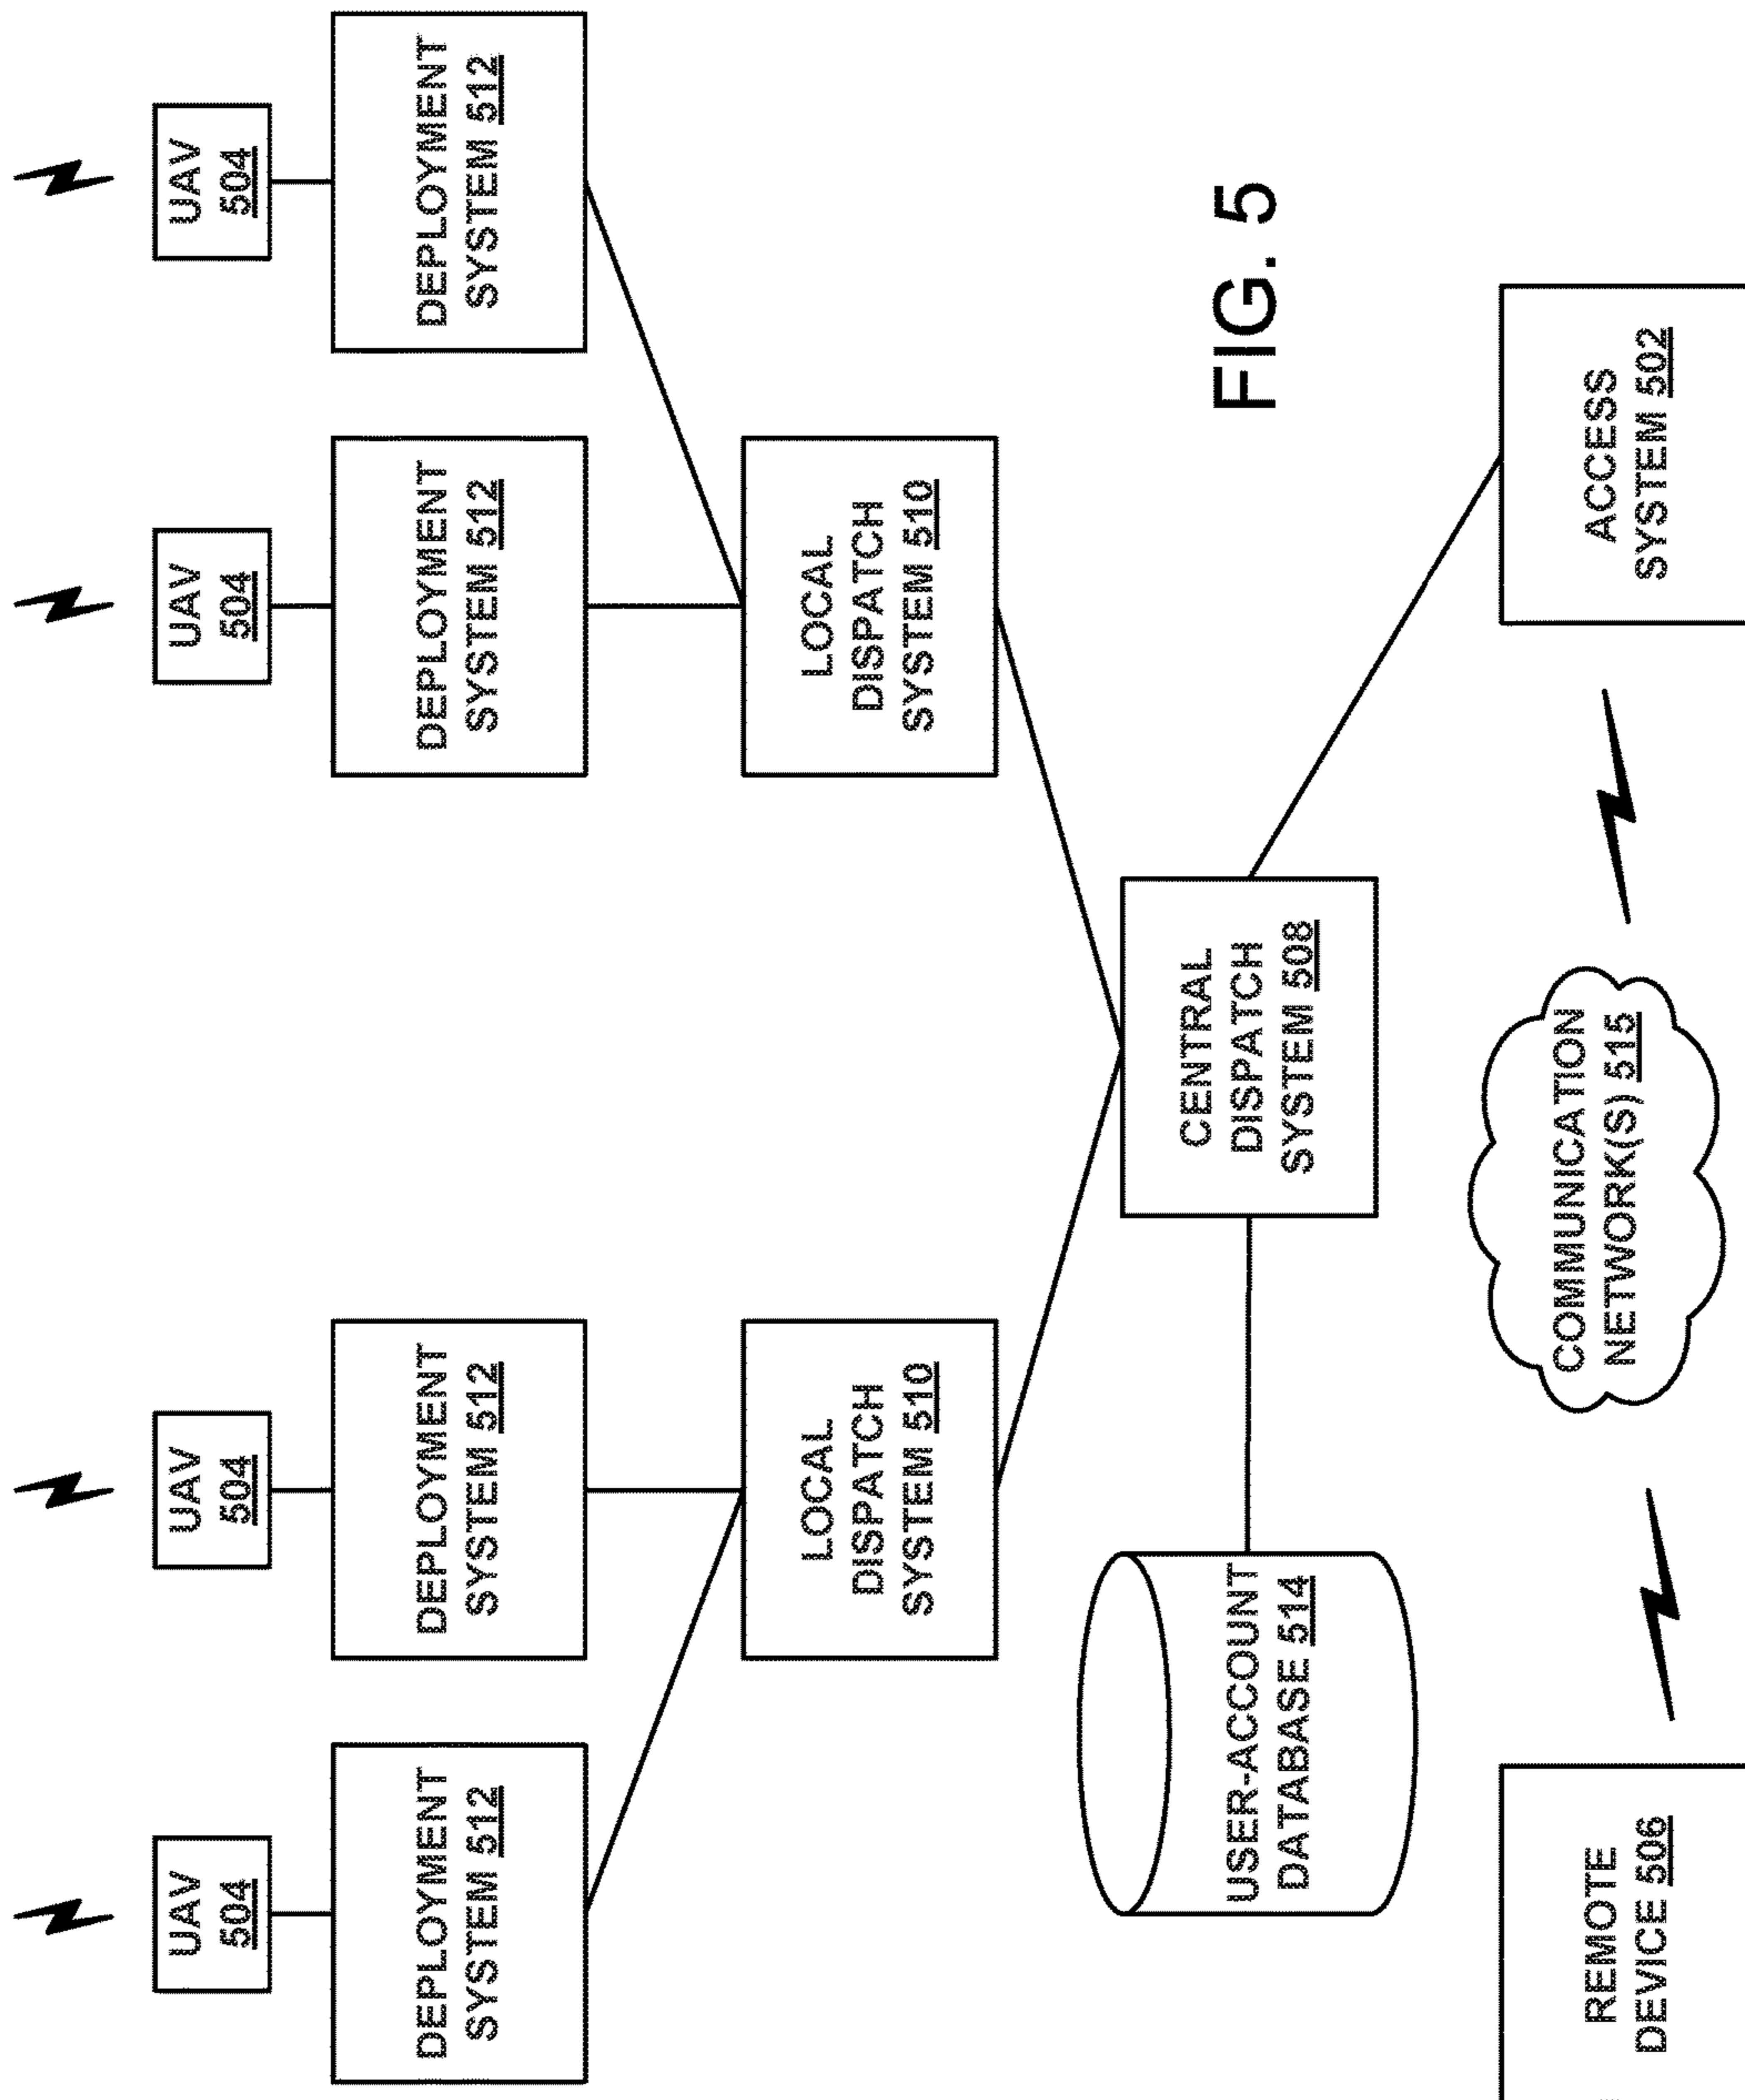 UAV
504
UAV
504
UAV
504
UAV
504
DEPLOYMENT
SYSTEM 512
DEPLOYMENT
SYSTEM 512
DEPLOYMENT
SYSTEM 512
DEPLOYMENT
SYSTEM 512
LOCAL
DISPATCH
SYSTEM 510
LOCAL
DISPATCH
SYSTEM 510
USER-ACCOUNT
DATABASE 514
CENTRAL
DISPATCH
SYSTEM 508
FIG. 5
REMOTE
DEVICE 506
COMMUNICATION
NETWORK(S) 515
ACCESS
SYSTEM 502